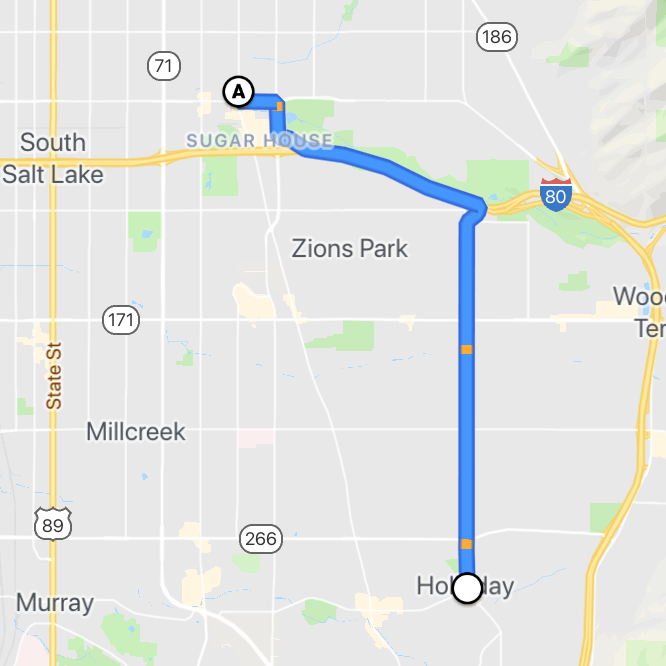 186
71
A
South
Salt Lake
SUGAR HOUSE
80
Zions Park
171
State St
Millcreek
89
266
Murray